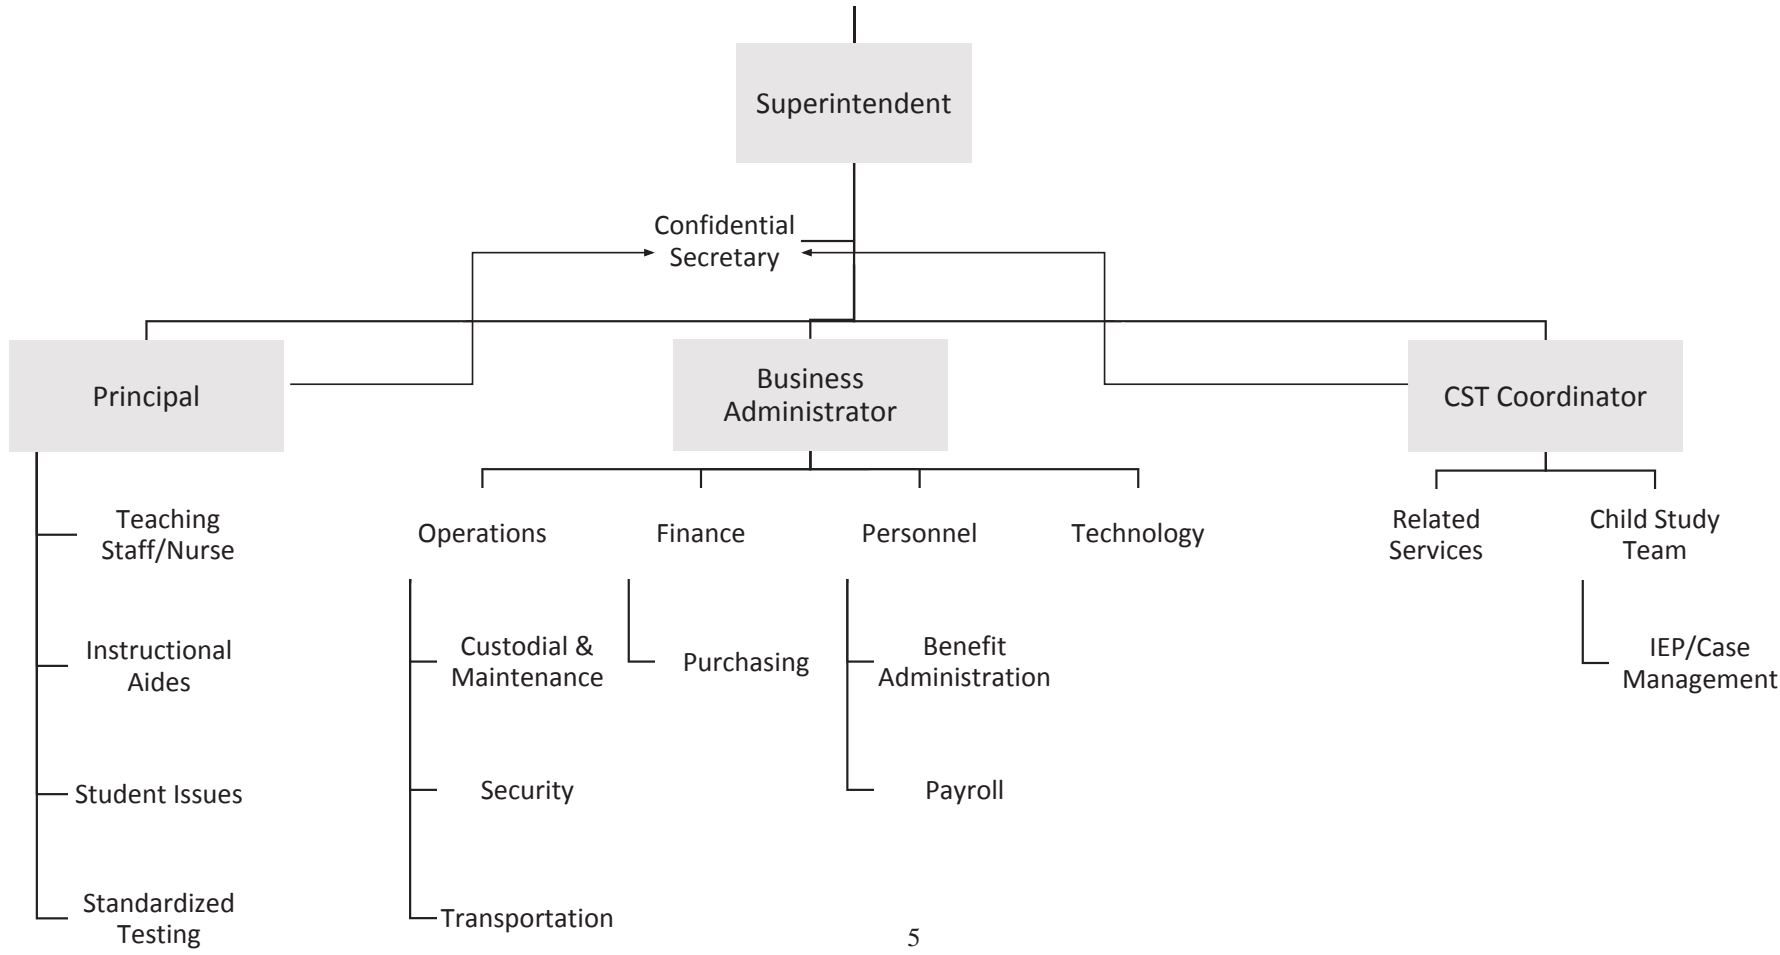 Superintendent
Confidential
Secretary
Principal
Business
Administrator
CST Coordinator
Teaching
Staff/Nurse
Operations
Finance
Personnel
Technology
Related
Services
Child Study
Team
Instructional
Aides
Custodial &
Maintenance
Purchasing
Benefit
Administration
IEP/Case
Management
Student Issues
Security
Payroll
Standardized
Testing
Transportation
5